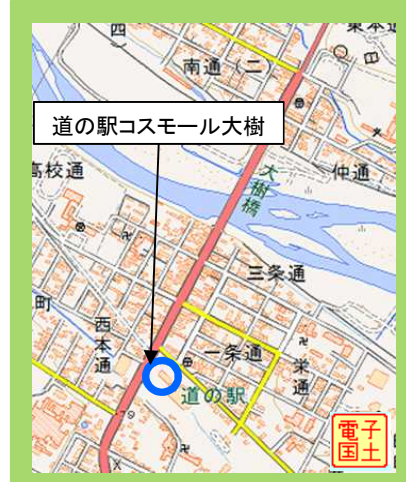 四
東本通
南通（二）
道の駅コスモール大樹
高校通
大樹橋
仲通
三条通
町
西本通
一条通
栄通
道の駅
79
電子
国土